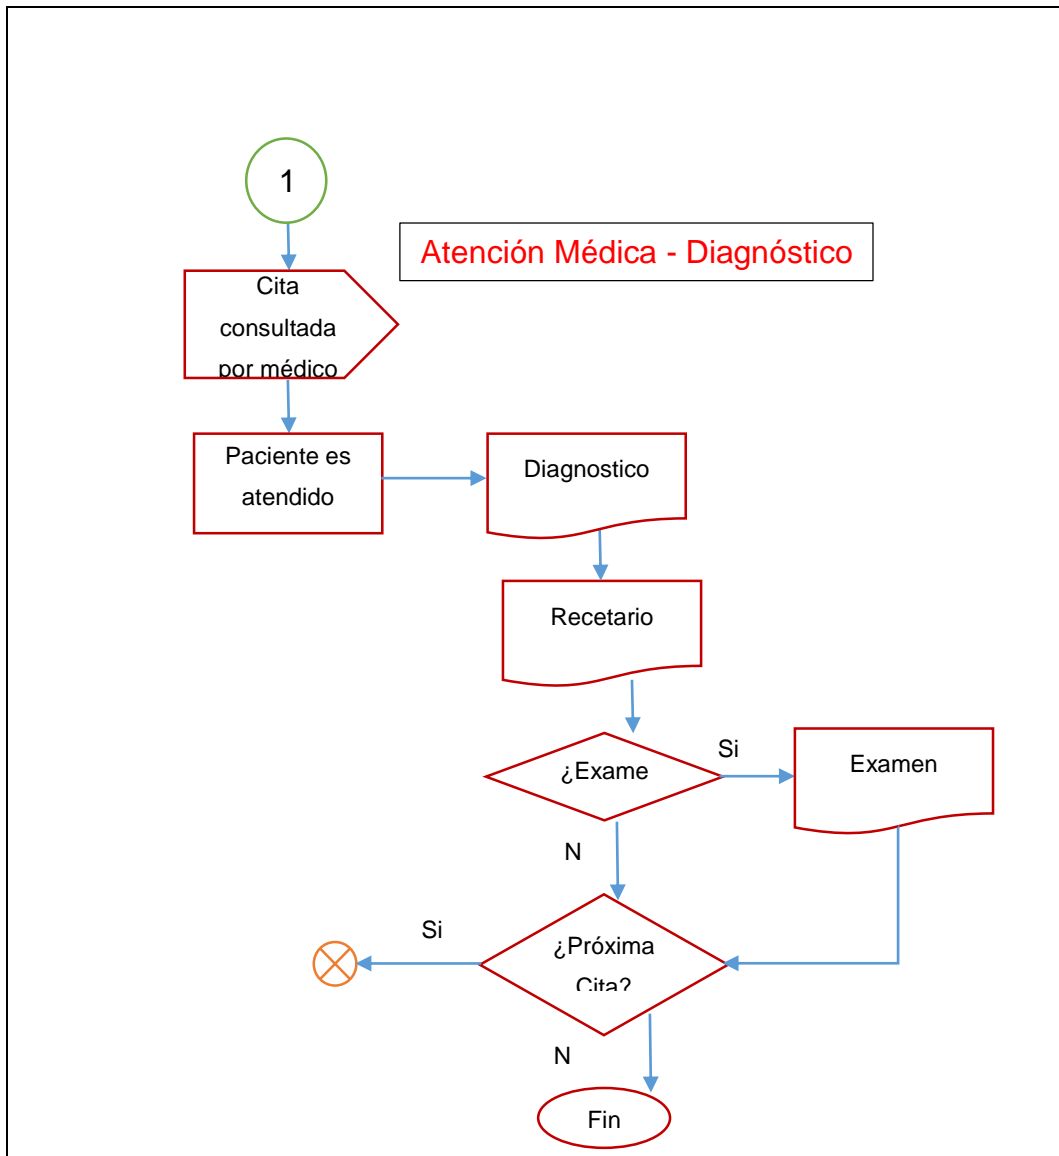 1
Atención Médica - Diagnóstico
Cita
consultada
por médico
Paciente es
atendido
Diagnostico
Recetario
¿Exame
Si
Examen
N
Si
¿Próxima
Cita?
N
Fin